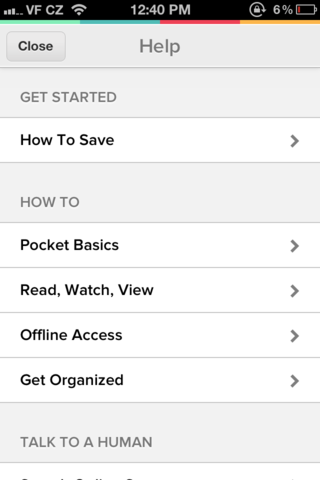 VF CZ 12:40 PM 6%
Close Help
GET STARTED
How To Save
HOW TO
Pocket Basics
Read, Watch, View
Offline Access
Get Organized
TALK TO A HUMAN